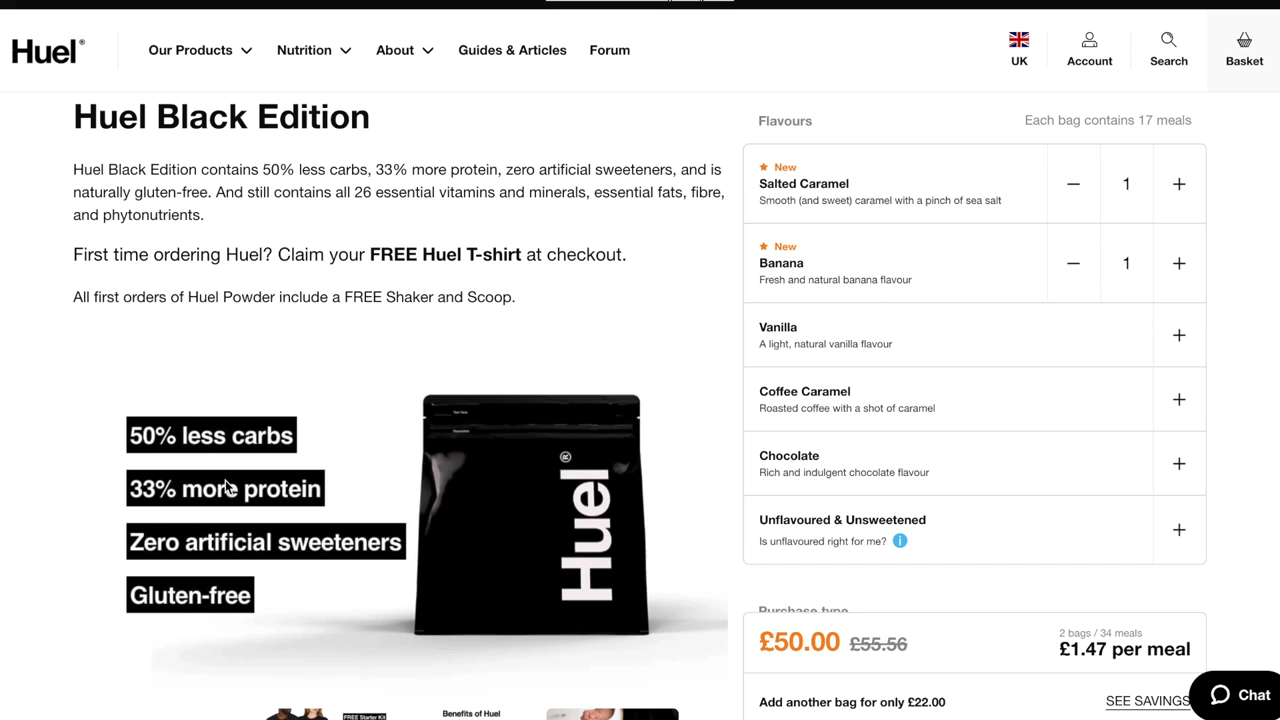 Huel®
Our Products
Nutrition
About
Guides & Articles
Forum
UK
Account
Search
Basket
Huel Black Edition
Huel Black Edition contains 50% less carbs, 33% more protein, zero artificial sweeteners, and is
naturally gluten-free. And still contains all 26 essential vitamins and minerals, essential fats, fibre,
and phytonutrients.
First time ordering Huel? Claim your FREE Huel T-shirt at checkout.
All first orders of Huel Powder include a FREE Shaker and Scoop.
50% less carbs
33% more protein
Zero artificial sweeteners
Gluten-free
Huel®
FREE Starter Kit
Benefits of Huel
Flavours
Each bag contains 17 meals
New
Salted Caramel
Smooth (and sweet) caramel with a pinch of sea salt
− 1 +
New
Banana
Fresh and natural banana flavour
− 1 +
Vanilla
A light, natural vanilla flavour
+
Coffee Caramel
Roasted coffee with a shot of caramel
+
Chocolate
Rich and indulgent chocolate flavour
+
Unflavoured & Unsweetened
Is unflavoured right for me? i
+
Purchase type
£50.00 £55.56
2 bags / 34 meals
£1.47 per meal
Add another bag for only £22.00
SEE SAVINGS
Chat